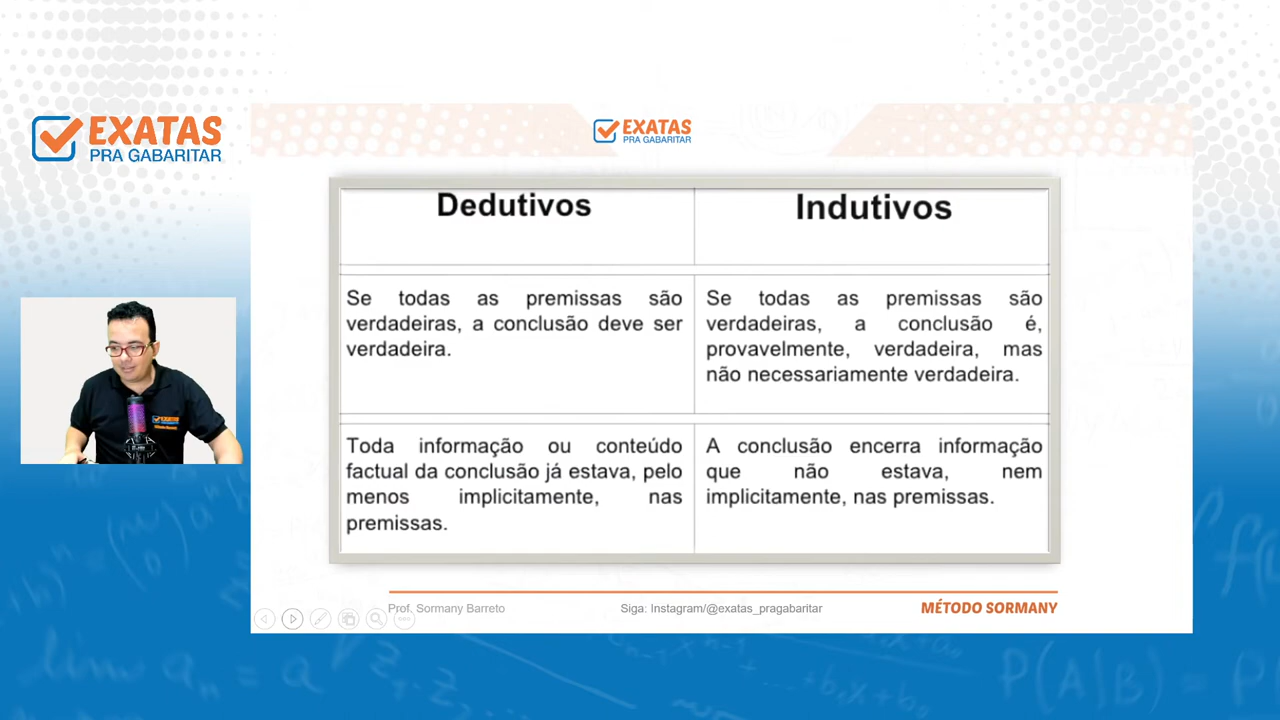 EXATAS
PRA GABARITAR
EXATAS
PRA GABARITAR
Dedutivos
Indutivos
Se todas as premissas são
verdadeiras, a conclusão deve ser
verdadeira.
Se todas as premissas são
verdadeiras, a conclusão é,
provavelmente, verdadeira, mas
não necessariamente verdadeira.
Toda informação ou conteúdo
factual da conclusão já estava, pelo
menos implicitamente, nas
premissas.
A conclusão encerra informação
que não estava, nem
implicitamente, nas premissas.
Prof. Sormany Barreto
Siga: Instagram/@exatas_pragabaritar
MÉTODO SORMANY